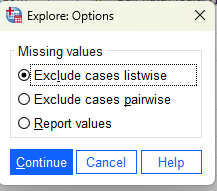 Explore: Options
Missing values
Exclude cases listwise
Exclude cases pairwise
Report values
Continue Cancel Help